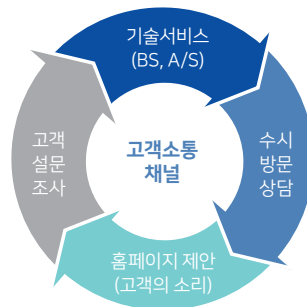 기술서비스
(BS, A/S)
고객
설문
조사
고객소통
채널
수시
방문
상담
홈페이지 제안
(고객의 소리)